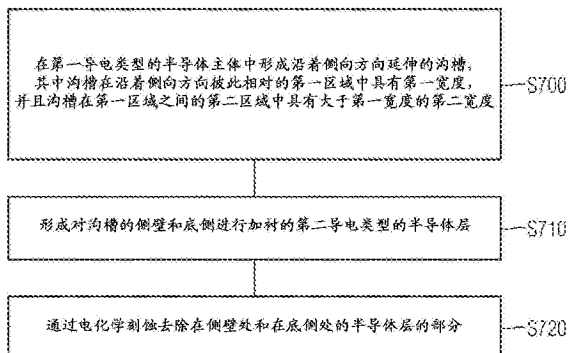 在第一导电类型的半导体主体中形成沿着侧向方向延伸的沟槽,
其中沟槽在沿着侧向方向彼此相对的第一区域中具有第一宽度,
并且沟槽在第一区域之间的第二区域中具有大于第一宽度的第二宽度
S700
形成对沟槽的侧壁和底侧进行加衬的第二导电类型的半导体层
S710
通过电化学刻蚀去除在侧壁处和在底侧处的半导体层的部分
S720